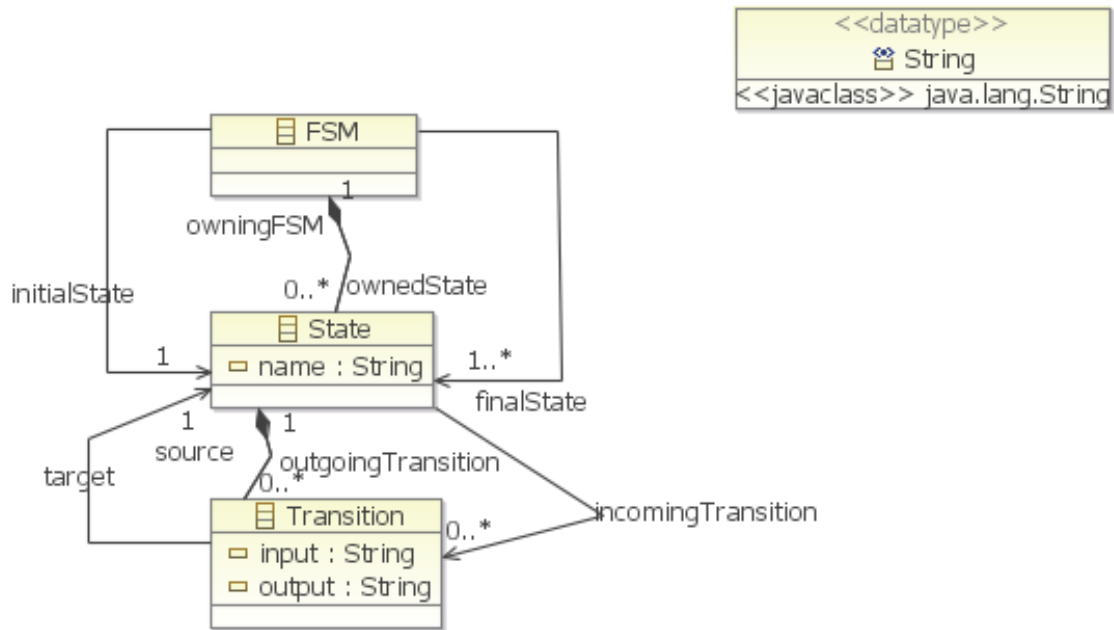 <<datatype>>
String
<<javaclass>> java.lang.String
FSM
1
owningFSM
0..*
ownedState
initialState
State
1
name : String
1..*
finalState
1
1
source
target
outgoingTransition
0..*
Transition
incomingTransition
0..*
input : String
output : String